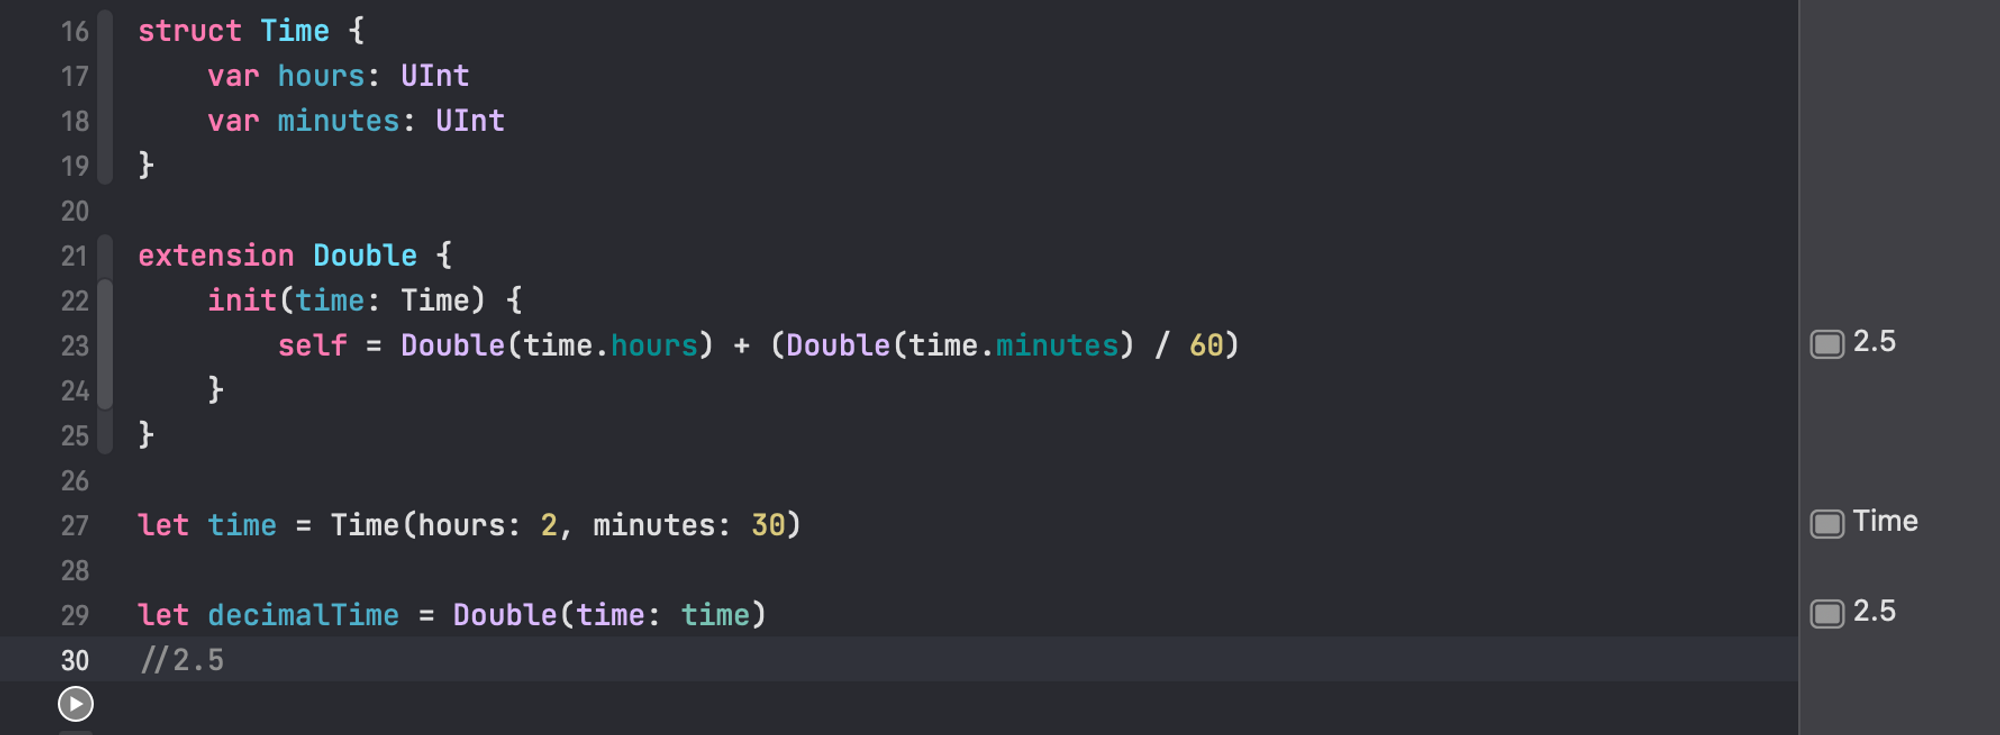 16 struct Time {
17     var hours: UInt
18     var minutes: UInt
19 }
20
21 extension Double {
22     init(time: Time) {
23         self = Double(time.hours) + (Double(time.minutes) / 60) 2.5
24     }
25 }
26
27 let time = Time(hours: 2, minutes: 30) Time
28
29 let decimalTime = Double(time: time) 2.5
30 //2.5